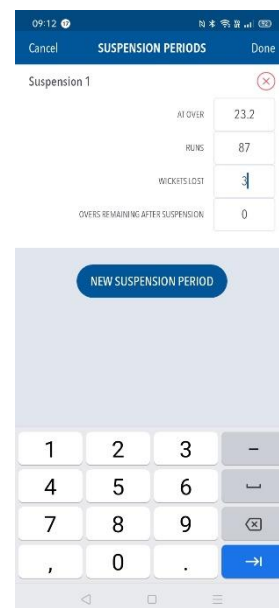 09:12 17
Cancel SUSPENSION PERIODS Done
Suspension 1
AT OVER 23.2
RUNS 87
WICKETS LOST 3
OVERS REMAINING AFTER SUSPENSION 0
NEW SUSPENSION PERIOD
1 2 3 –
4 5 6
7 8 9
, 0 .